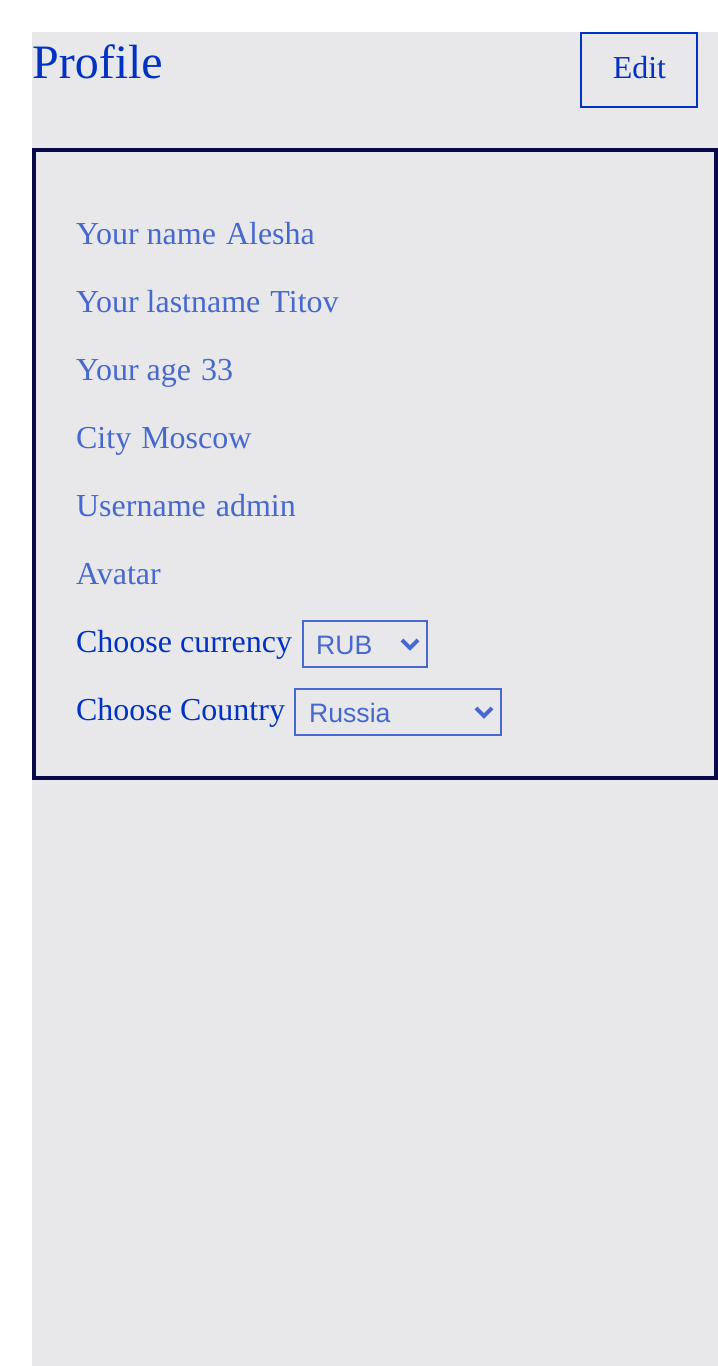 Profile
Edit
Your name Alesha
Your lastname Titov
Your age 33
City Moscow
Username admin
Avatar
Choose currency RUB
Choose Country Russia